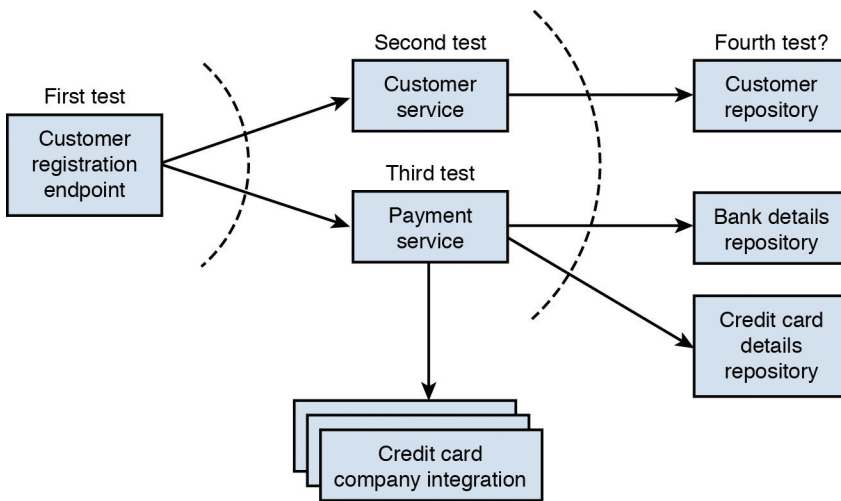 First test
Customer
registration
endpoint
Second test
Customer
service
Third test
Payment
service
Credit card
company integration
Fourth test?
Customer
repository
Bank details
repository
Credit card
details
repository